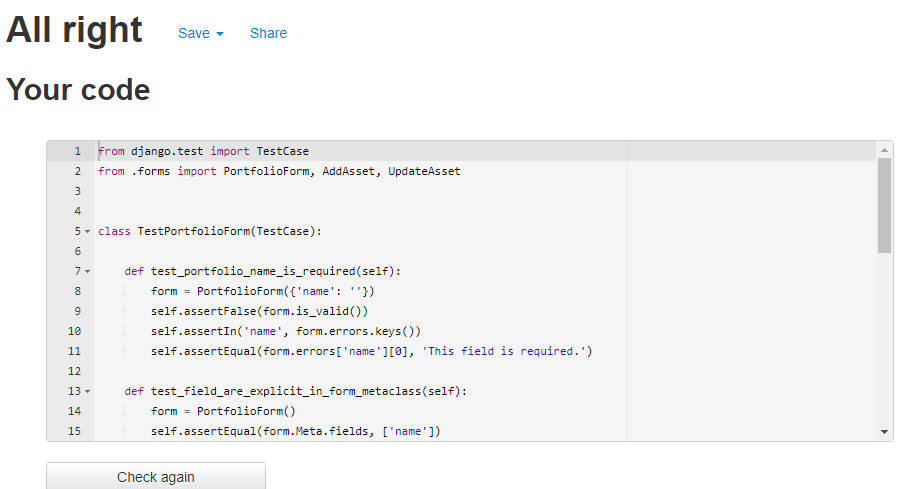 All right Save Share
Your code
1 from django.test import TestCase
2 from .forms import PortfolioForm, AddAsset, UpdateAsset
3
4
5 class TestPortfolioForm(TestCase):
6
7 def test_portfolio_name_is_required(self):
8 form = PortfolioForm({'name': ''})
9 self.assertFalse(form.is_valid())
10 self.assertIn('name', form.errors.keys())
11 self.assertEqual(form.errors['name'][0], 'This field is required.')
12
13 def test_field_are_explicit_in_form_metaclass(self):
14 form = PortfolioForm()
15 self.assertEqual(form.Meta.fields, ['name'])
Check again